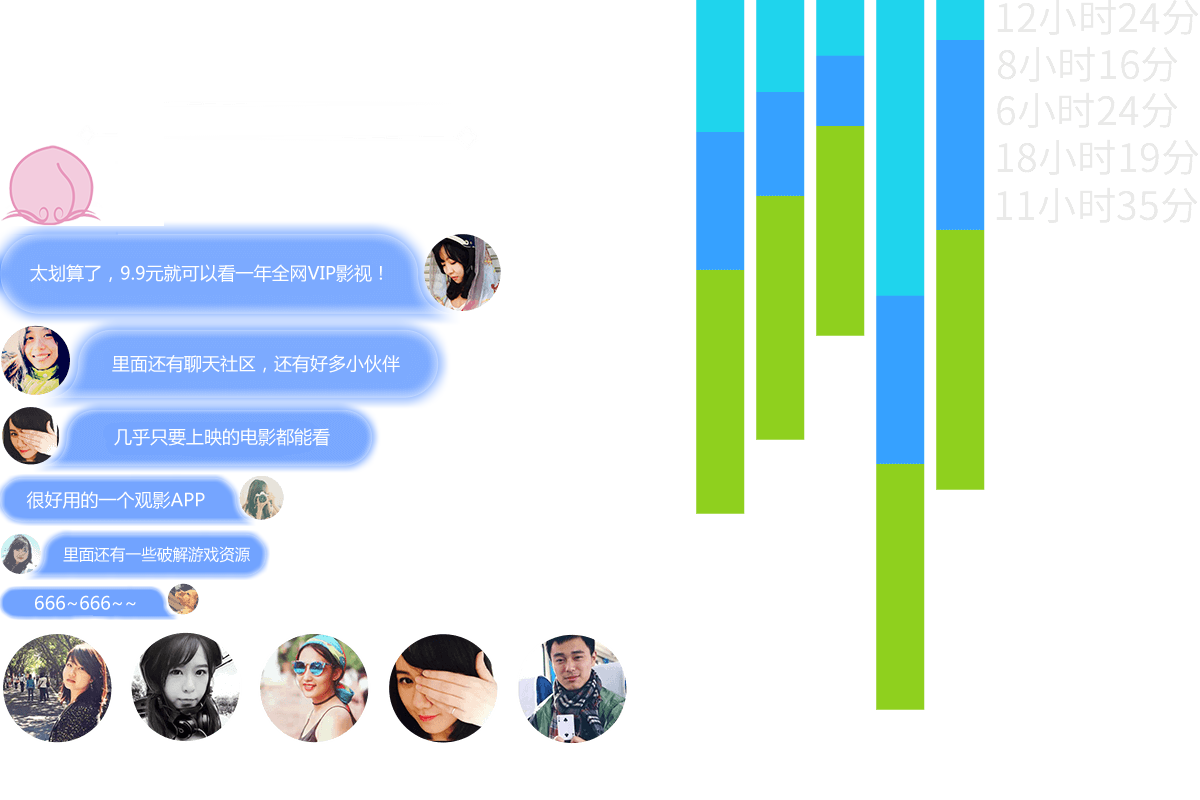 12小时24分
8小时16分
6小时24分
18小时19分
11小时35分
太划算了，9.9元就可以看一年全网VIP影视！
里面还有聊天社区，还有好多小伙伴
几乎只要上映的电影都能看
很好用的一个观影APP
里面还有一些破解游戏资源
666~666~~